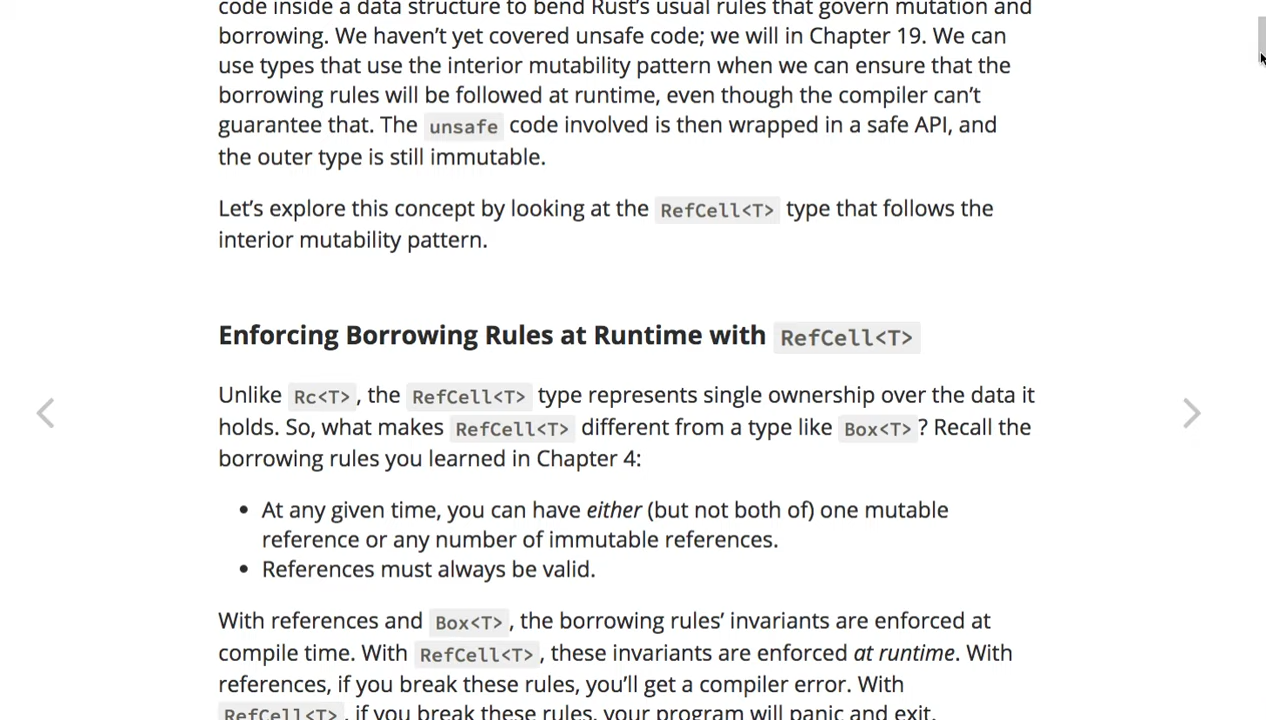 code inside a data structure to bend Rust’s usual rules that govern mutation and
borrowing. We haven’t yet covered unsafe code; we will in Chapter 19. We can
use types that use the interior mutability pattern when we can ensure that the
borrowing rules will be followed at runtime, even though the compiler can’t
guarantee that. The unsafe code involved is then wrapped in a safe API, and
the outer type is still immutable.
Let’s explore this concept by looking at the RefCell<T> type that follows the
interior mutability pattern.
Enforcing Borrowing Rules at Runtime with RefCell<T>
Unlike Rc<T>, the RefCell<T> type represents single ownership over the data it
holds. So, what makes RefCell<T> different from a type like Box<T>? Recall the
borrowing rules you learned in Chapter 4:
• At any given time, you can have either (but not both of) one mutable
reference or any number of immutable references.
• References must always be valid.
With references and Box<T>, the borrowing rules’ invariants are enforced at
compile time. With RefCell<T>, these invariants are enforced at runtime. With
references, if you break these rules, you’ll get a compiler error. With
RefCell<T>, if you break these rules, your program will panic and exit.